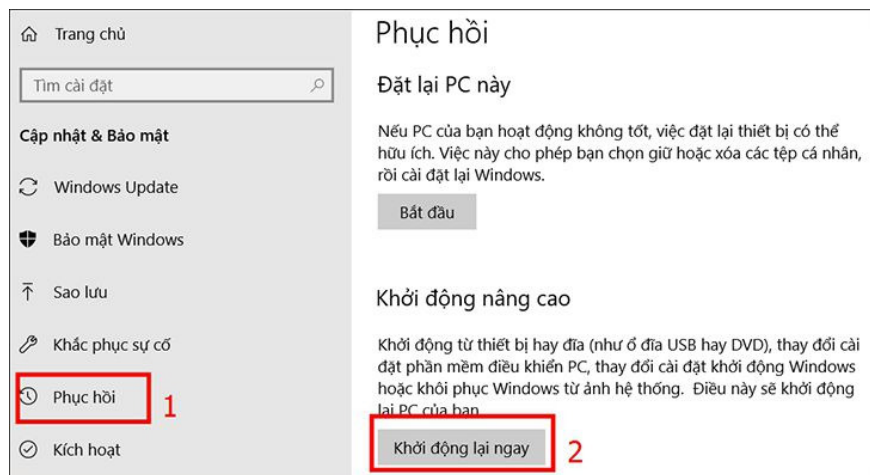 Trang chủ
Tìm cài đặt
Cập nhật & Bảo mật
Windows Update
Bảo mật Windows
Sao lưu
Khắc phục sự cố
Phục hồi
1
Kích hoạt
Phục hồi
Đặt lại PC này
Nếu PC của bạn hoạt động không tốt, việc đặt lại thiết bị có thể
hữu ích. Việc này cho phép bạn chọn giữ hoặc xóa các tệp cá nhân,
rồi cài đặt lại Windows.
Bắt đầu
Khởi động nâng cao
Khởi động từ thiết bị hay đĩa (như ổ đĩa USB hay DVD), thay đổi cài
đặt phần mềm điều khiển PC, thay đổi cài đặt khởi động Windows
hoặc khôi phục Windows từ ảnh hệ thống. Điều này sẽ khởi động
lại PC của bạn
Khởi động lại ngay
2